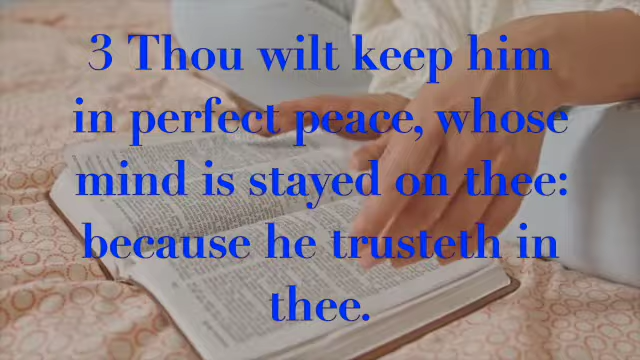 3 Thou wilt keep him
in perfect peace, whose
mind is stayed on thee:
because he trusteth in
thee.